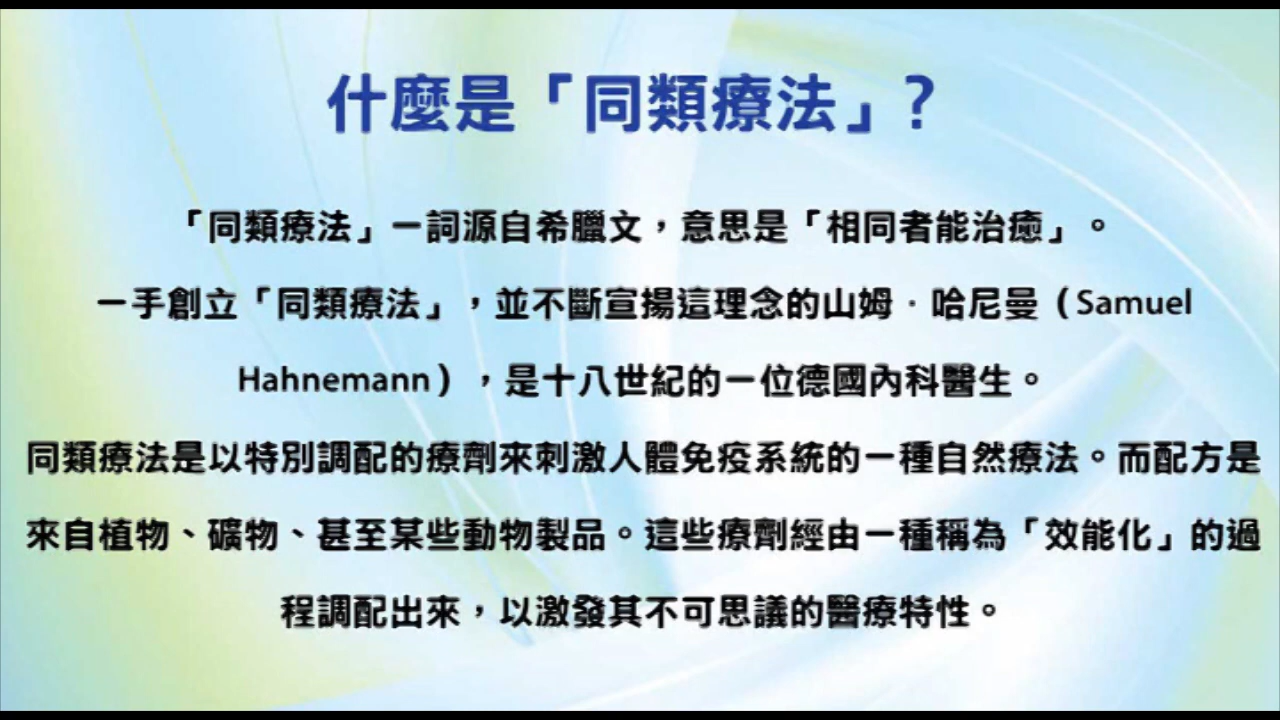 什麼是「同類療法」?
「同類療法」一詞源自希臘文，意思是「相同者能治癒」。
一手創立「同類療法」，並不斷宣揚這理念的山姆．哈尼曼（Samuel
Hahnemann），是十八世紀的一位德國內科醫生。
同類療法是以特別調配的療劑來刺激人體免疫系統的一種自然療法。而配方是
來自植物、礦物、甚至某些動物製品。這些療劑經由一種稱為「效能化」的過
程調配出來，以激發其不可思議的醫療特性。